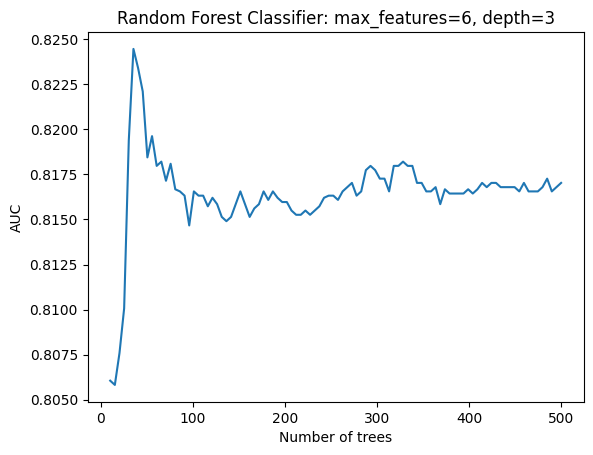 Random Forest Classifier: max_features=6, depth=3
0.8250
0.8225
0.8200
0.8175
0.8150
0.8125
0.8100
0.8075
0.8050
AUC
0 100 200 300 400 500
Number of trees